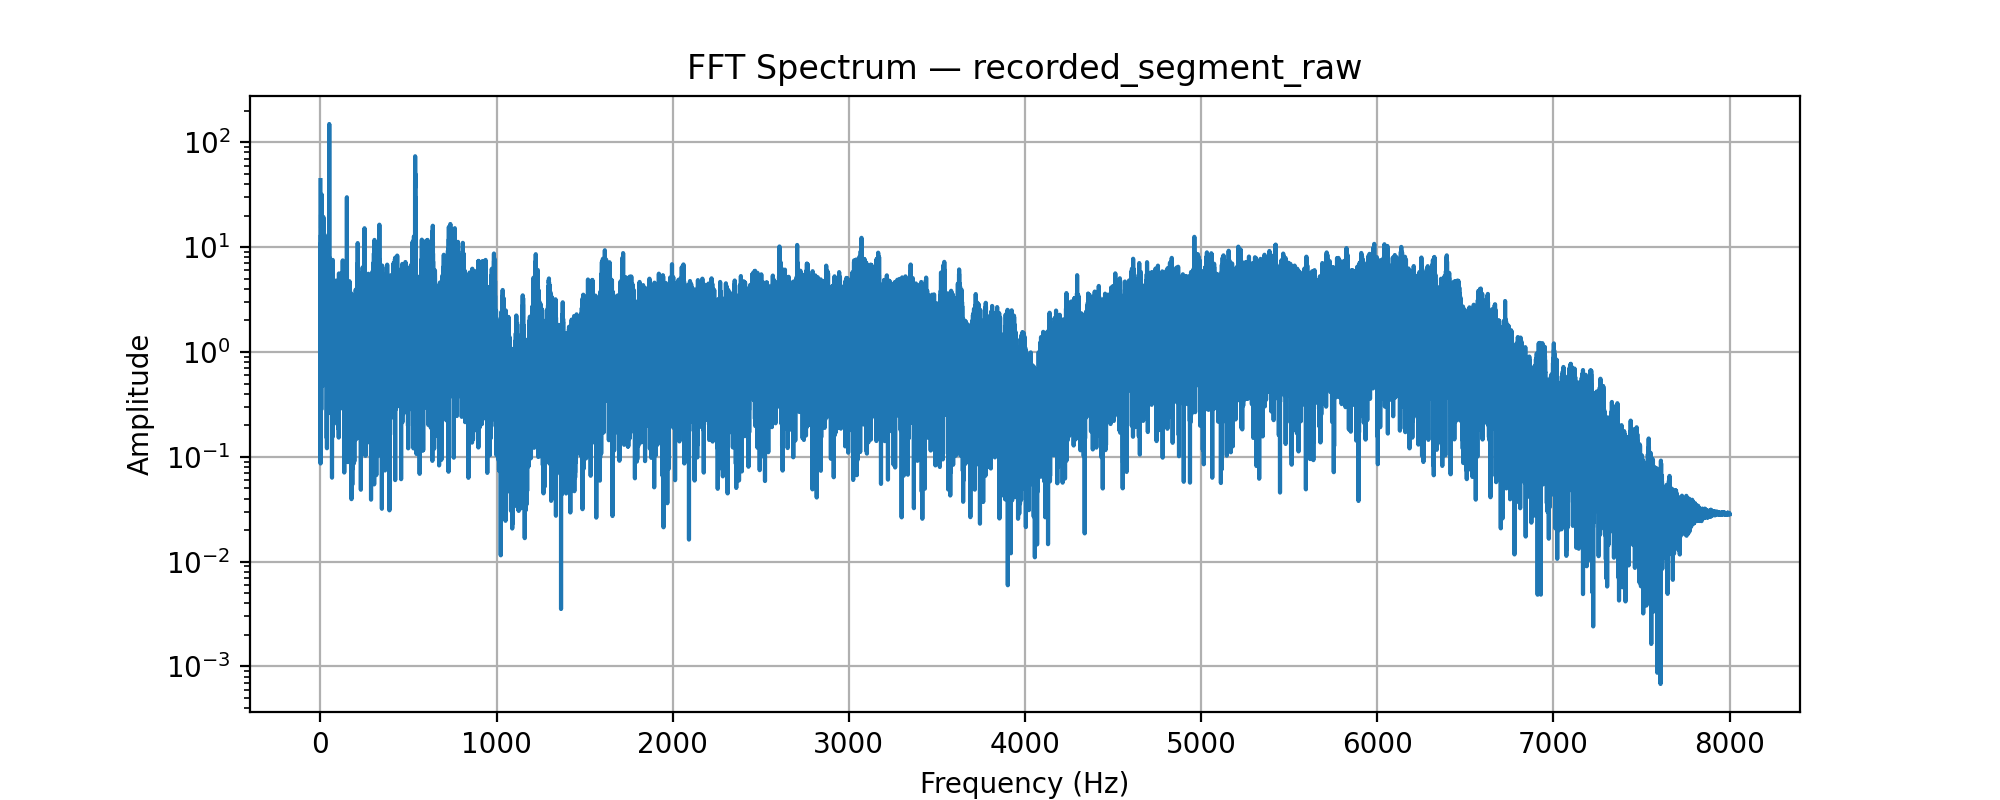 FFT Spectrum — recorded_segment_raw
Amplitude
10²
10¹
10⁰
10⁻¹
10⁻²
10⁻³
0 1000 2000 3000 4000 5000 6000 7000 8000
Frequency (Hz)